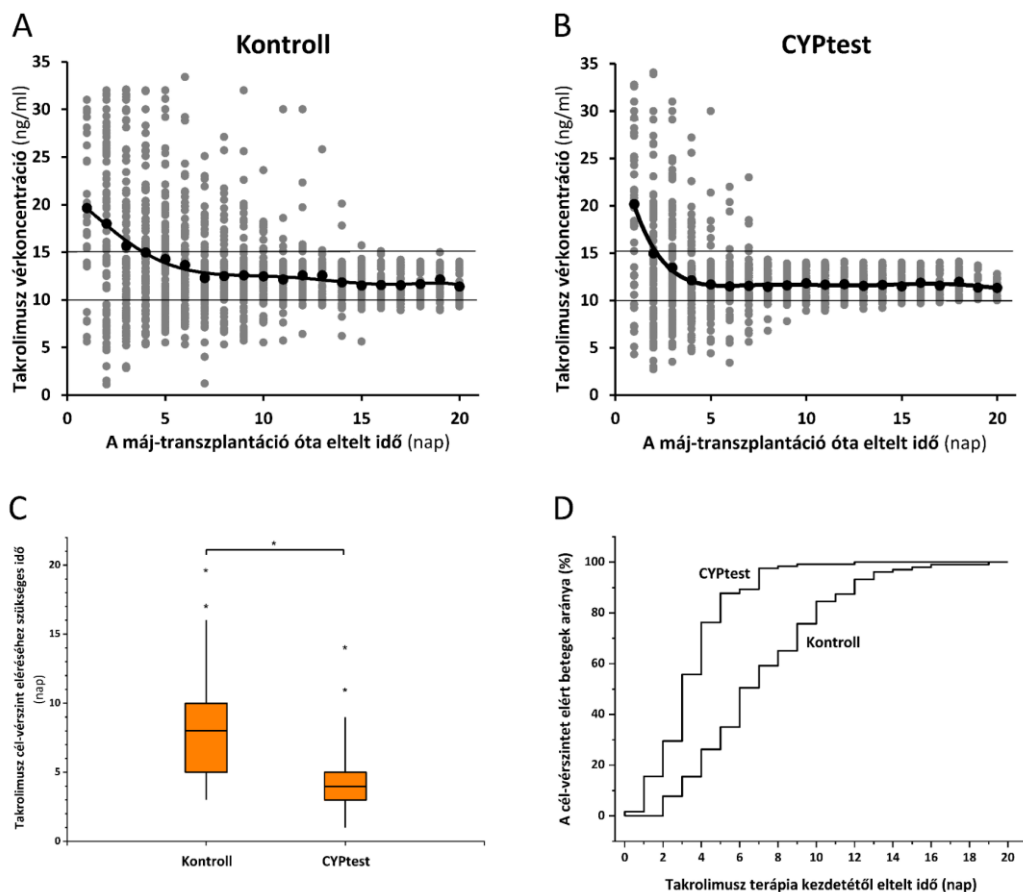 A
Kontroll
Takrolimusz vérkoncentráció (ng/ml)
35
30
25
20
15
10
5
0
0 5 10 15 20
A máj-transzplantáció óta eltelt idő (nap)
B
CYPtest
Takrolimusz vérkoncentráció (ng/ml)
35
30
25
20
15
10
5
0
0 5 10 15 20
A máj-transzplantáció óta eltelt idő (nap)
C
Takrolimusz cél-vérszint eléréséhez szükséges idő
(nap)
20
15
10
5
0
*
* *
*
*
*
Kontroll CYPtest
D
A cél-vérszintet elért betegek aránya (%)
100
80
60
40
20
0
CYPtest
Kontroll
0 2 4 6 8 10 12 14 16 18 20
Takrolimusz terápia kezdetétől eltelt idő (nap)